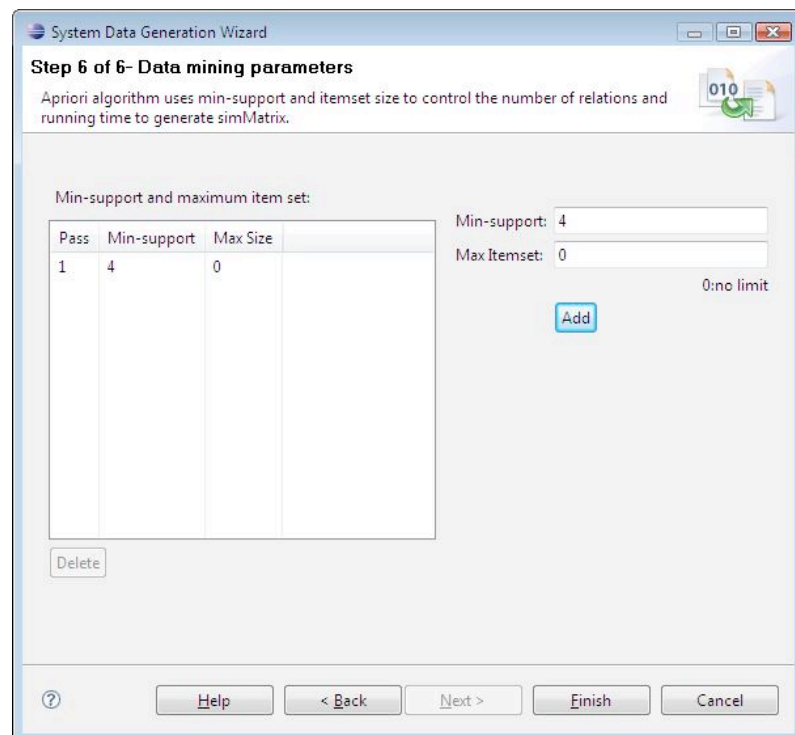 System Data Generation Wizard
Step 6 of 6- Data mining parameters
Apriori algorithm uses min-support and itemset size to control the number of relations and
running time to generate simMatrix.
010
Min-support and maximum item set:
Pass Min-support Max Size
1 4 0
Min-support: 4
Max Itemset: 0
0:no limit
Add
Delete
? Help < Back Next > Finish Cancel